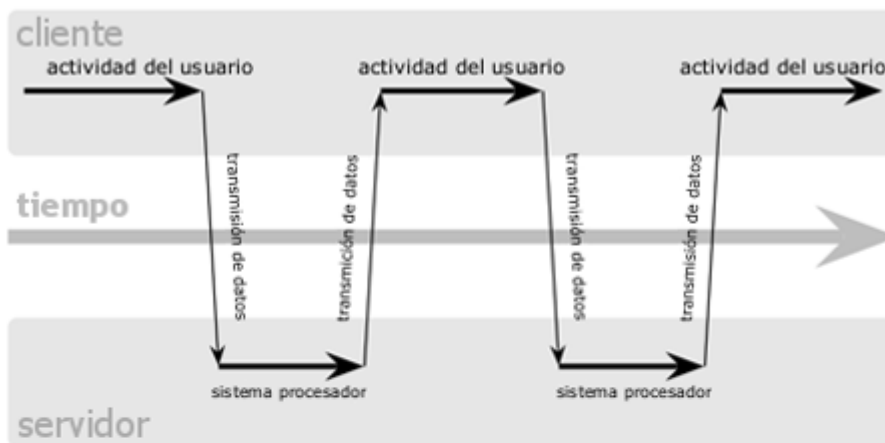 cliente
actividad del usuario
actividad del usuario
actividad del usuario
transmisión de datos
transmición de datos
transmisión de datos
transmisión de datos
tiempo
sistema procesador
sistema procesador
servidor